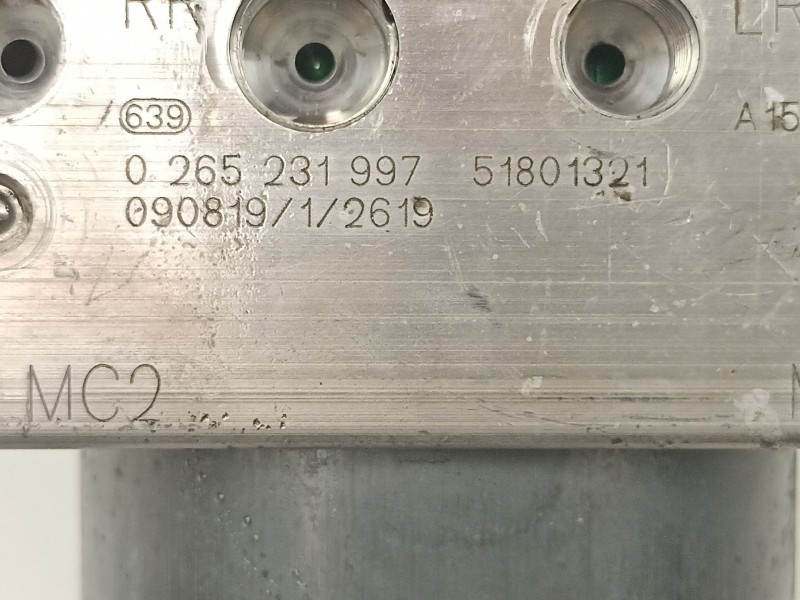 RR LR
/639 A 15
0 265 231 997 51801321
090819/1/2619
MC2